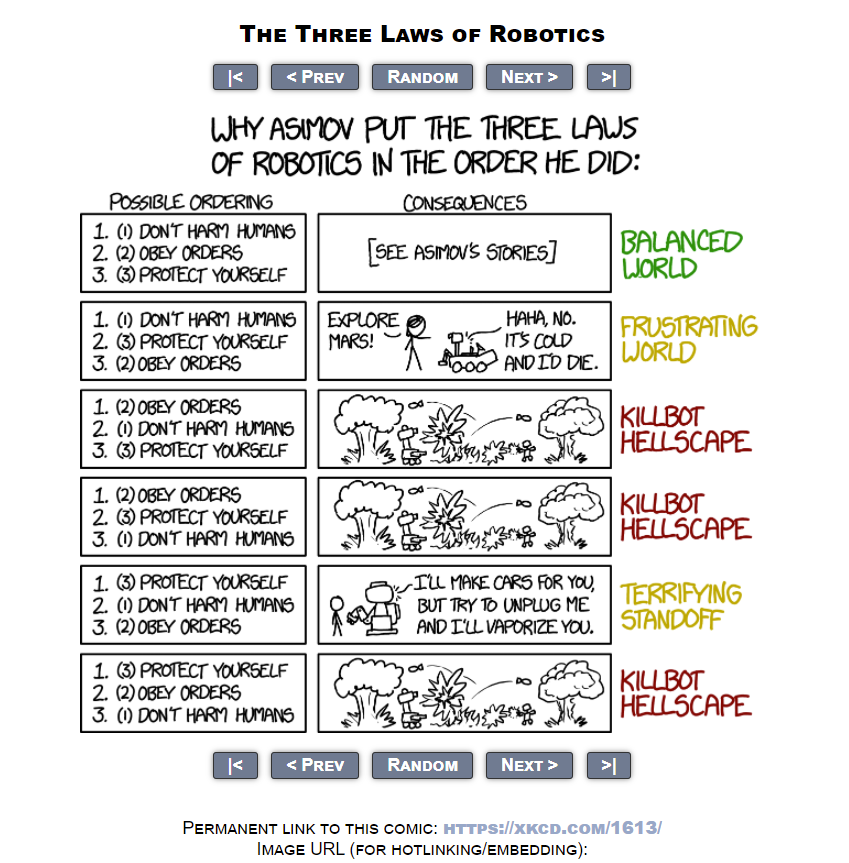 The Three Laws of Robotics
|< < Prev Random Next > >|
WHY ASIMOV PUT THE THREE LAWS
OF ROBOTICS IN THE ORDER HE DID:
POSSIBLE ORDERING CONSEQUENCES
1. (1) DON'T HARM HUMANS
2. (2) OBEY ORDERS
3. (3) PROTECT YOURSELF
[SEE ASIMOV'S STORIES]
BALANCED
WORLD
1. (1) DON'T HARM HUMANS
2. (3) PROTECT YOURSELF
3. (2) OBEY ORDERS
EXPLORE
MARS!
HAHA, NO.
IT'S COLD
AND I'D DIE.
FRUSTRATING
WORLD
1. (2) OBEY ORDERS
2. (1) DON'T HARM HUMANS
3. (3) PROTECT YOURSELF
KILLBOT
HELLSCAPE
1. (2) OBEY ORDERS
2. (3) PROTECT YOURSELF
3. (1) DON'T HARM HUMANS
KILLBOT
HELLSCAPE
1. (3) PROTECT YOURSELF
2. (1) DON'T HARM HUMANS
3. (2) OBEY ORDERS
I'LL MAKE CARS FOR YOU,
BUT TRY TO UNPLUG ME
AND I'LL VAPORIZE YOU.
TERRIFYING
STANDOFF
1. (3) PROTECT YOURSELF
2. (2) OBEY ORDERS
3. (1) DON'T HARM HUMANS
KILLBOT
HELLSCAPE
|< < Prev Random Next > >|
Permanent link to this comic: https://xkcd.com/1613/
Image URL (for hotlinking/embedding):